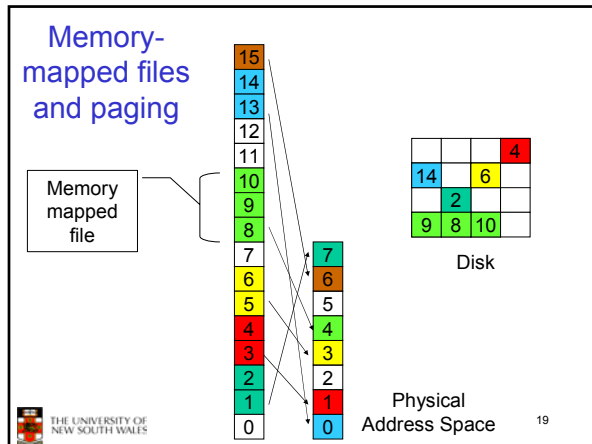 Memory-
mapped files
and paging
Memory
mapped
file
15
14
13
12
11
10
9
8
7
6
5
4
3
2
1
0
7
6
5
4
3
2
1
0
Physical
Address Space
4
14 6
2
9 8 10
Disk
THE UNIVERSITY OF
NEW SOUTH WALES
19